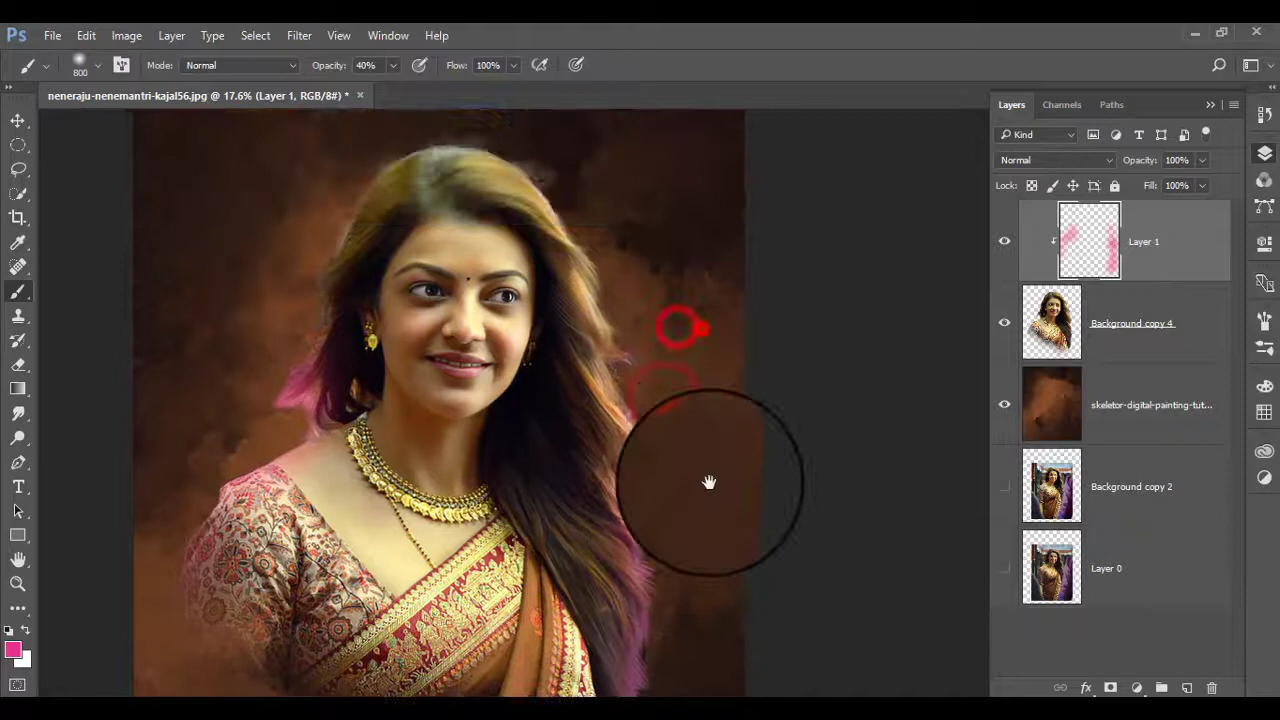 Ps File Edit Image Layer Type Select Filter View Window Help
800 Mode: Normal Opacity: 40% Flow: 100%
neneraju-nenemantri-kajal56.jpg @ 17.6% (Layer 1, RGB/8#) * ×
Layers Channels Paths
Kind
Normal Opacity: 100%
Lock: Fill: 100%
Layer 1
Background copy 4
skeletor-digital-painting-tut...
Background copy 2
Layer 0